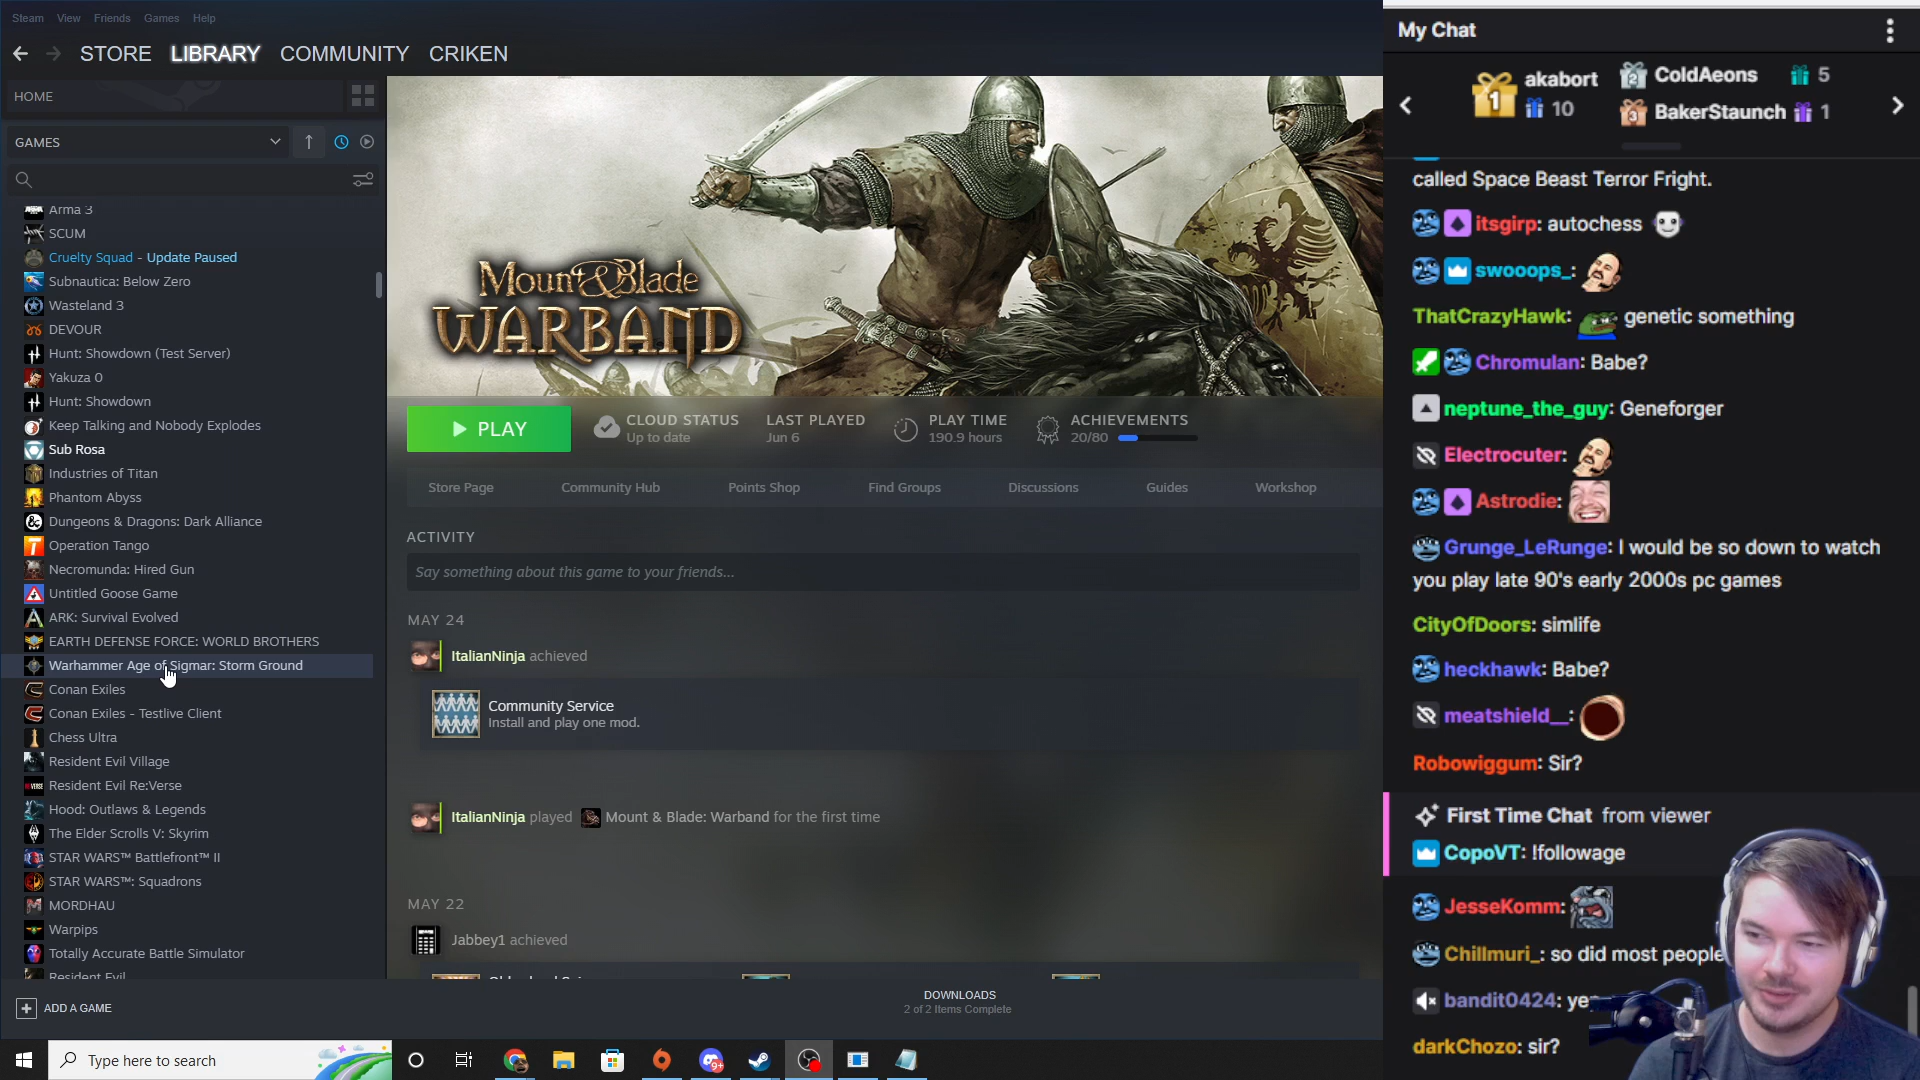 Steam View Friends Games Help
STORE LIBRARY COMMUNITY CRIKEN
HOME
GAMES
Arma 3
SCUM
Cruelty Squad - Update Paused
Subnautica: Below Zero
Wasteland 3
DEVOUR
Hunt: Showdown (Test Server)
Yakuza 0
Hunt: Showdown
Keep Talking and Nobody Explodes
Sub Rosa
Industries of Titan
Phantom Abyss
Dungeons & Dragons: Dark Alliance
Operation Tango
Necromunda: Hired Gun
Untitled Goose Game
ARK: Survival Evolved
EARTH DEFENSE FORCE: WORLD BROTHERS
Warhammer Age of Sigmar: Storm Ground
Conan Exiles
Conan Exiles - Testlive Client
Chess Ultra
Resident Evil Village
Resident Evil Re:Verse
Hood: Outlaws & Legends
The Elder Scrolls V: Skyrim
STAR WARS™ Battlefront™ II
STAR WARS™: Squadrons
MORDHAU
Warpips
Totally Accurate Battle Simulator
Resident Evil
ADD A GAME
Mount&Blade
WARBAND
PLAY
CLOUD STATUS
Up to date
LAST PLAYED
Jun 6
PLAY TIME
190.9 hours
ACHIEVEMENTS
20/80
Store Page Community Hub Points Shop Find Groups Discussions Guides Workshop
ACTIVITY
Say something about this game to your friends...
MAY 24
ItalianNinja achieved
Community Service
Install and play one mod.
ItalianNinja played Mount & Blade: Warband for the first time
MAY 22
Jabbey1 achieved
DOWNLOADS
2 of 2 Items Complete
Type here to search
9+
My Chat
1 akabort
10
2 ColdAeons 5
3 BakerStaunch 1
called Space Beast Terror Fright.
itsgirp: autochess
swooops_:
ThatCrazyHawk: genetic something
Chromulan: Babe?
neptune_the_guy: Geneforger
Electrocuter:
Astrodie:
Grunge_LeRunge: I would be so down to watch
you play late 90's early 2000s pc games
CityOfDoors: simlife
heckhawk: Babe?
meatshield__:
Robowiggum: Sir?
First Time Chat from viewer
CopoVT: !followage
JesseKomm:
Chillmuri_: so did most people
bandit0424:
darkChozo: sir?